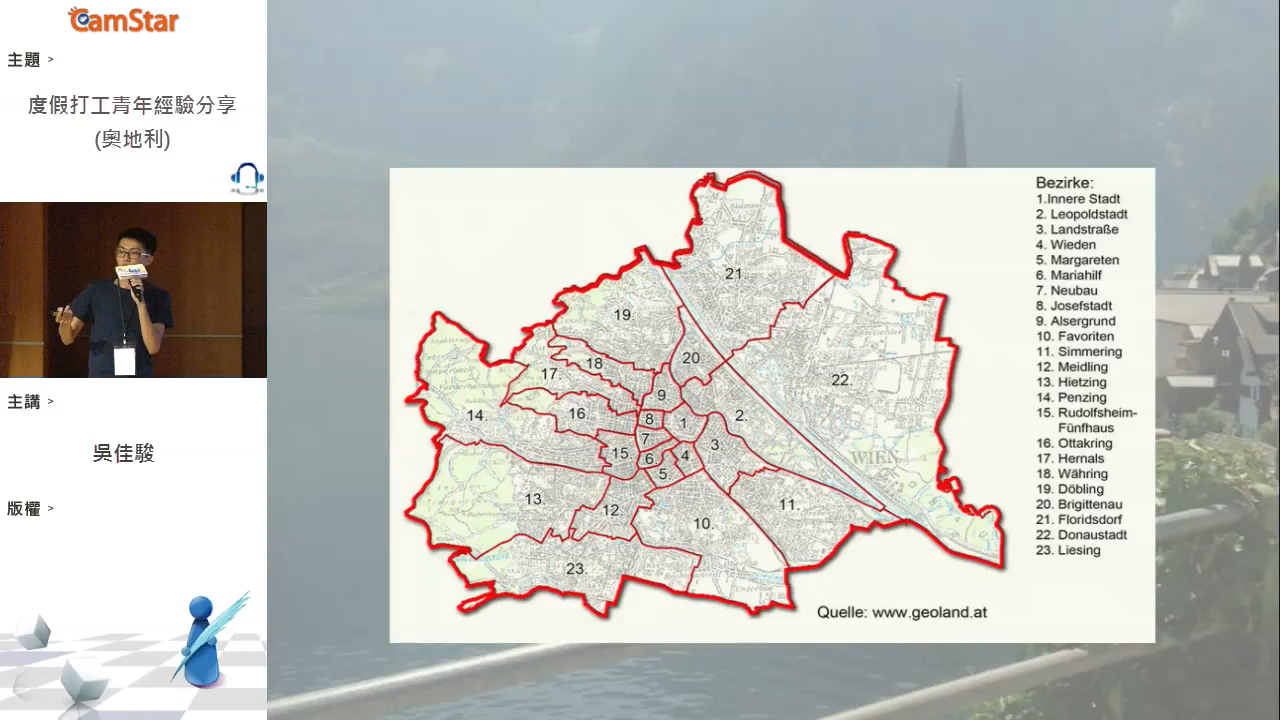 CamStar
主題 >
度假打工青年經驗分享
(奧地利)
主講 >
吳佳駿
版權 >
Bezirke:
1.Innere Stadt
2. Leopoldstadt
3. Landstraße
4. Wieden
5. Margareten
6. Mariahilf
7. Neubau
8. Josefstadt
9. Alsergrund
10. Favoriten
11. Simmering
12. Meidling
13. Hietzing
14. Penzing
15. Rudolfsheim-
Fünfhaus
16. Ottakring
17. Hernals
18. Währing
19. Döbling
20. Brigittenau
21. Floridsdorf
22. Donaustadt
23. Liesing
21.
19.
20.
18.
17.
22.
9.
16.
14.
8.
1.
2.
7.
3.
15.
6.
4.
WIEN
5.
13.
11.
12.
10.
23.
Quelle: www.geoland.at